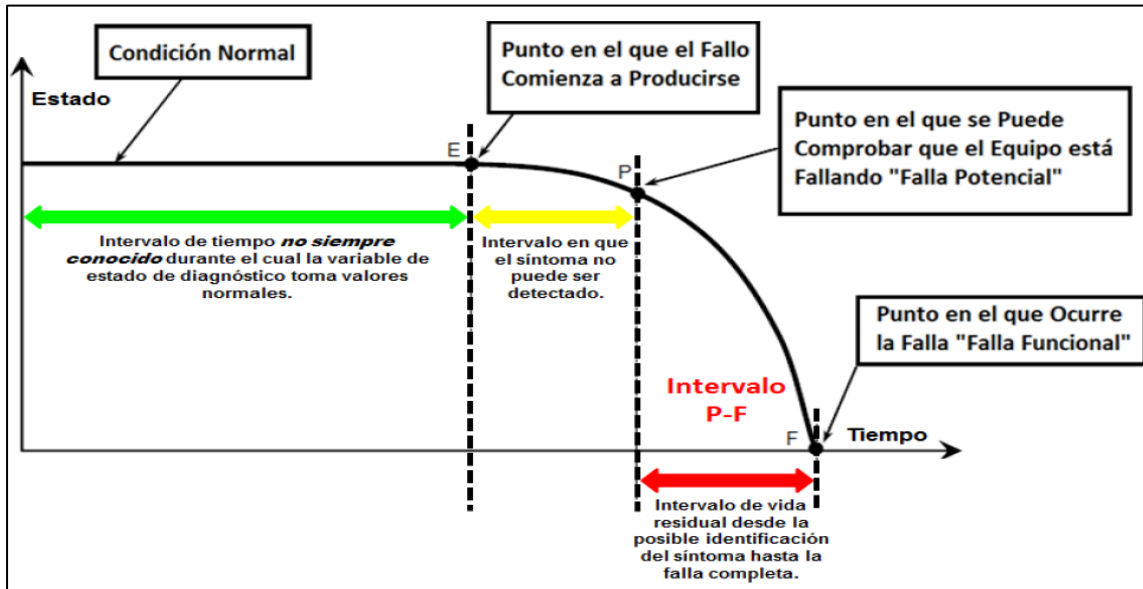 Condición Normal
Punto en el que el Fallo
Comienza a Producirse
Estado
Punto en el que se Puede
Comprobar que el Equipo está
Fallando "Falla Potencial"
E
P
Intervalo de tiempo no siempre
conocido durante el cual la variable de
estado de diagnóstico toma valores
normales.
Intervalo en que
el síntoma no
puede ser
detectado.
Punto en el que Ocurre
la Falla "Falla Funcional"
Intervalo
P-F
F
Tiempo
Intervalo de vida
residual desde la
posible identificación
del síntoma hasta la
falla completa.